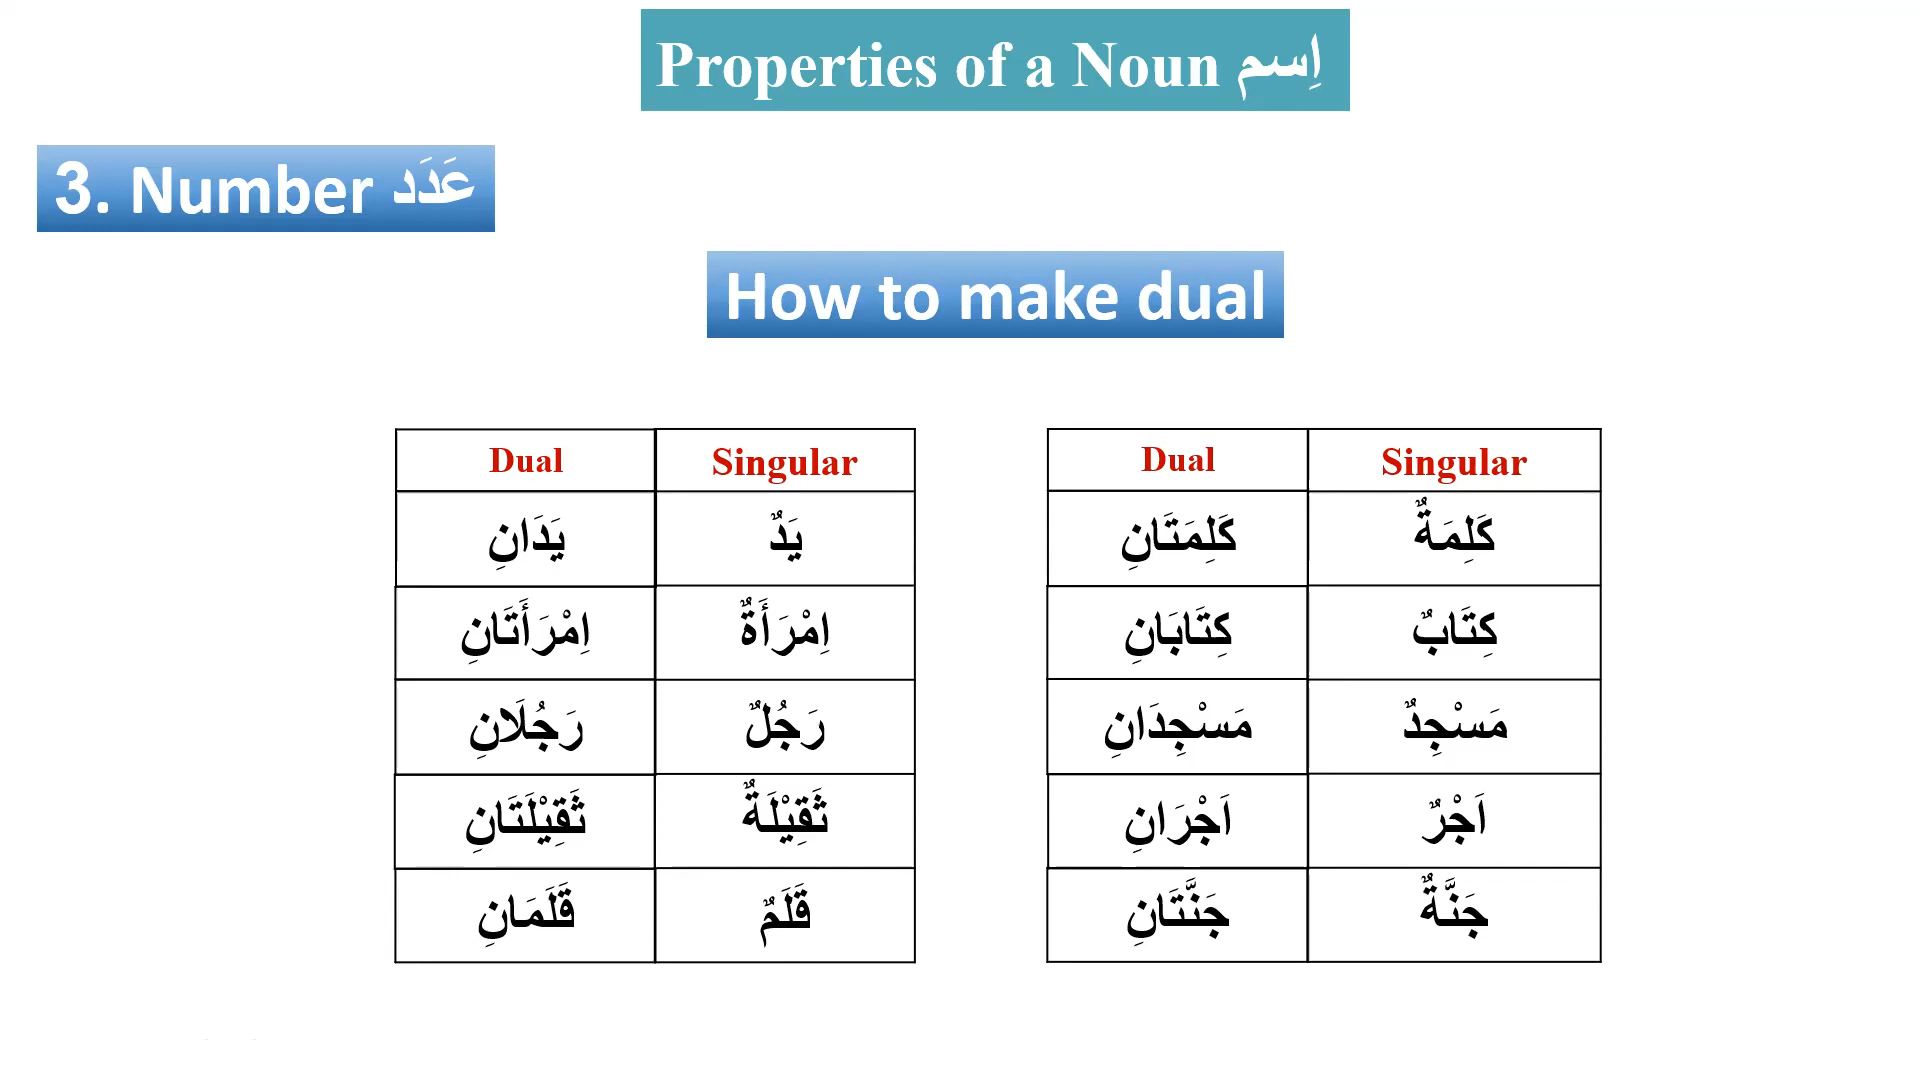 Properties of a Noun اِسم
3. Number عَدَد
How to make dual
Dual Singular
يَدَانِ يَدٌ
اِمْرَأَتَانِ اِمْرَأَةٌ
رَجُلَانِ رَجُلٌ
ثَقِيْلَتَانِ ثَقِيْلَةٌ
قَلَمَانِ قَلَمٌ
Dual Singular
كَلِمَتَانِ كَلِمَةٌ
كِتَابَانِ كِتَابٌ
مَسْجِدَانِ مَسْجِدٌ
اَجْرَانِ اَجْرٌ
جَنَّتَانِ جَنَّةٌ